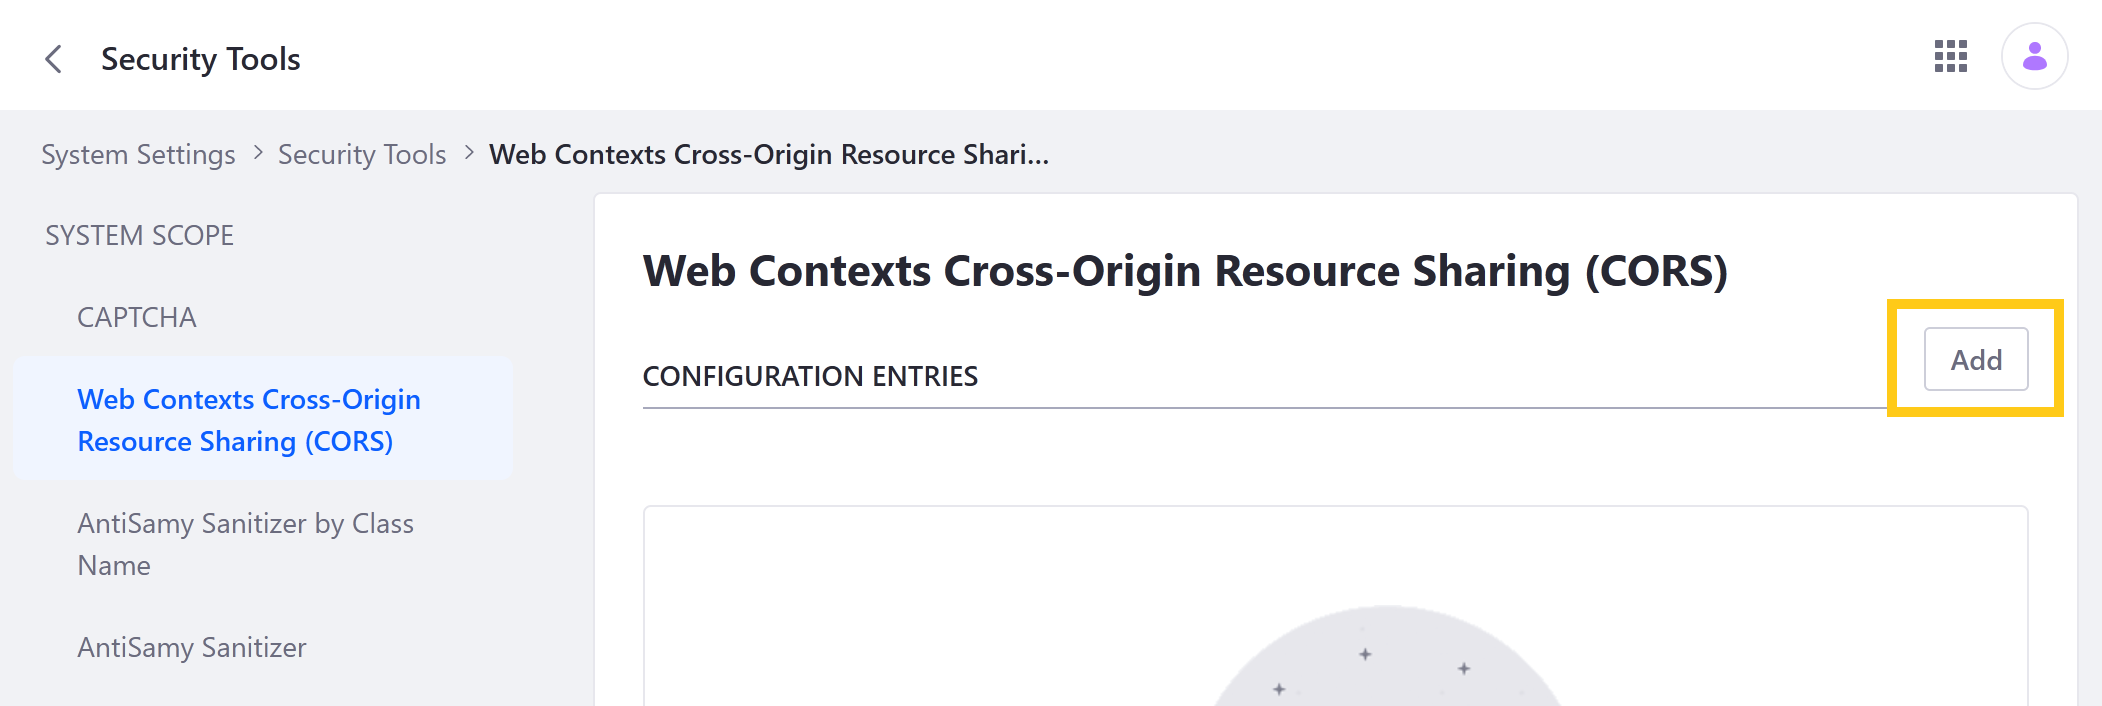 Security Tools
System Settings > Security Tools > Web Contexts Cross-Origin Resource Shari...
SYSTEM SCOPE
CAPTCHA
Web Contexts Cross-Origin
Resource Sharing (CORS)
AntiSamy Sanitizer by Class
Name
AntiSamy Sanitizer
Web Contexts Cross-Origin Resource Sharing (CORS)
CONFIGURATION ENTRIES
Add